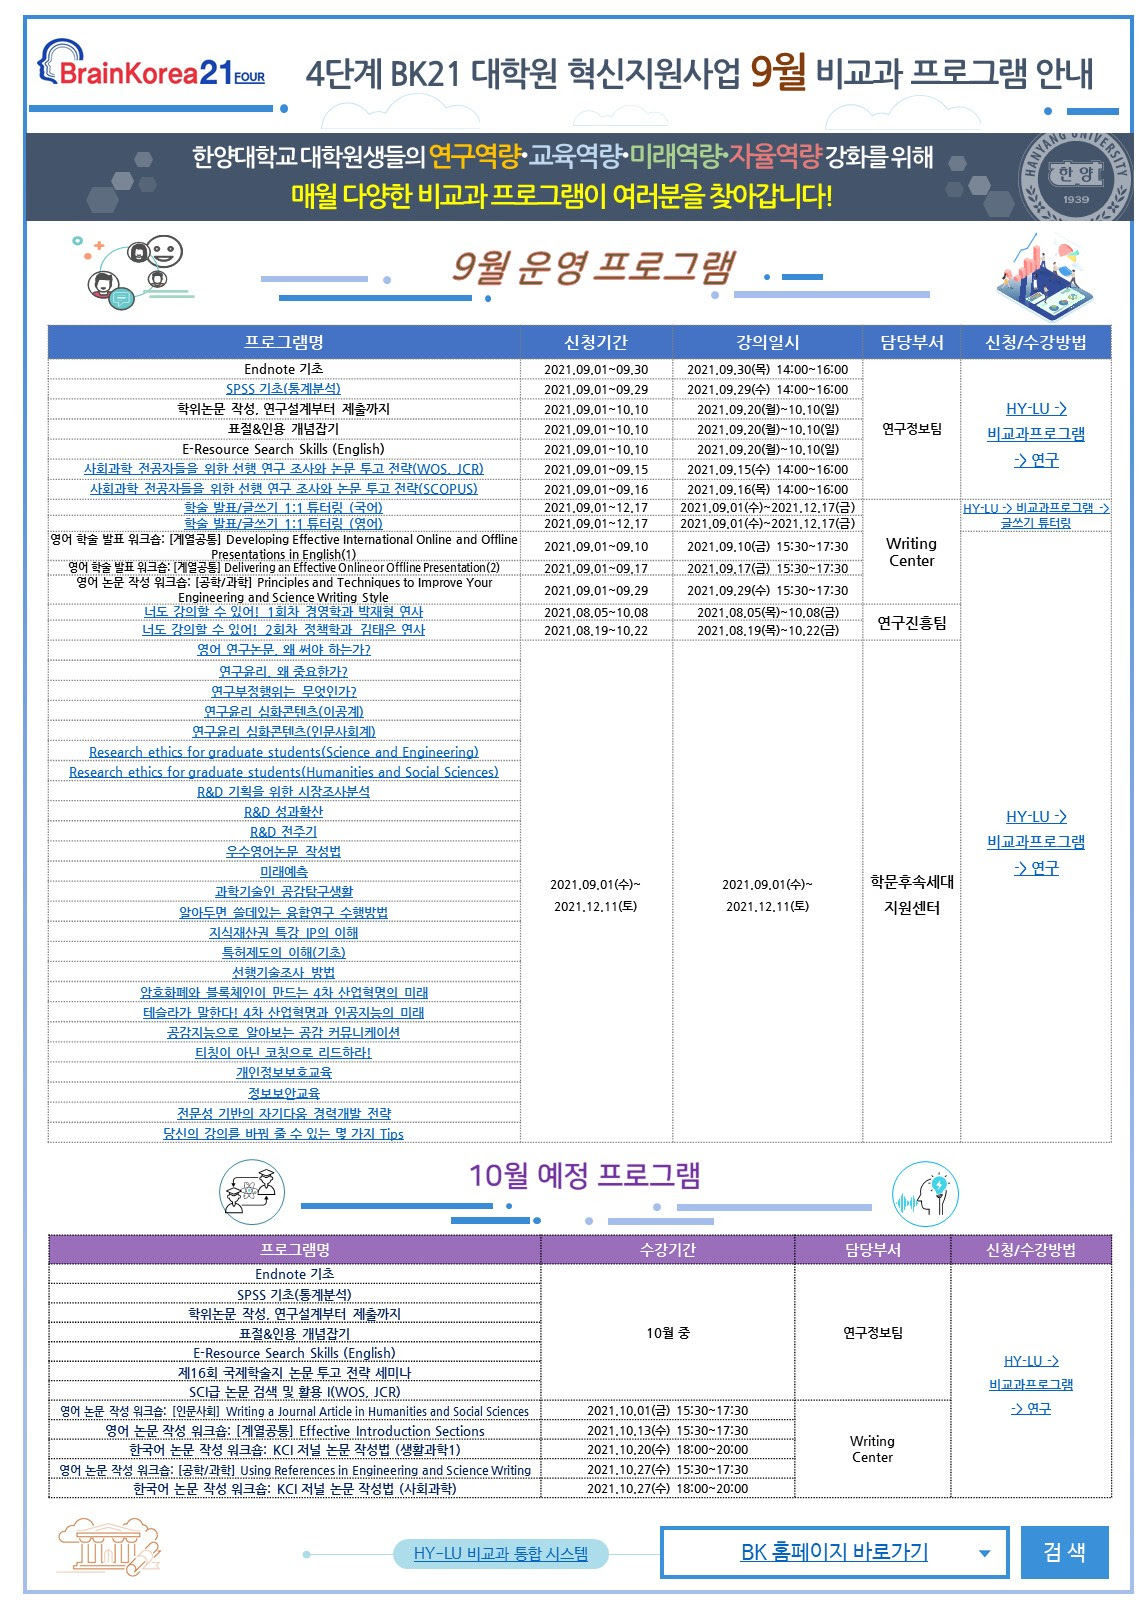 BrainKorea21 FOUR
4단계 BK21 대학원 혁신지원사업 9월 비교과 프로그램 안내
한양대학교 대학원생들의 연구역량•교육역량•미래역량•자율역량 강화를 위해
매월 다양한 비교과 프로그램이 여러분을 찾아갑니다!
HANYANG UNIVERSITY
한양
1939
9월 운영 프로그램
프로그램명 신청기간 강의일시 담당부서 신청/수강방법
Endnote 기초 2021.09.01~09.30 2021.09.30(목) 14:00~16:00
SPSS 기초(통계분석) 2021.09.01~09.29 2021.09.29(수) 14:00~16:00
학위논문 작성, 연구설계부터 제출까지 2021.09.01~10.10 2021.09.20(월)~10.10(일)
표절&인용 개념잡기 2021.09.01~10.10 2021.09.20(월)~10.10(일)
E-Resource Search Skills (English) 2021.09.01~10.10 2021.09.20(월)~10.10(일)
사회과학 전공자들을 위한 선행 연구 조사와 논문 투고 전략(WOS, JCR) 2021.09.01~09.15 2021.09.15(수) 14:00~16:00
사회과학 전공자들을 위한 선행 연구 조사와 논문 투고 전략(SCOPUS) 2021.09.01~09.16 2021.09.16(목) 14:00~16:00
연구정보팀
HY-LU ->
비교과프로그램
-> 연구
학술 발표/글쓰기 1:1 튜터링 (국어) 2021.09.01~12.17 2021.09.01(수)~2021.12.17(금)
학술 발표/글쓰기 1:1 튜터링 (영어) 2021.09.01~12.17 2021.09.01(수)~2021.12.17(금)
HY-LU -> 비교과프로그램 ->
글쓰기 튜터링
영어 학술 발표 워크숍: [계열공통] Developing Effective International Online and Offline
Presentations in English(1) 2021.09.01~09.10 2021.09.10(금) 15:30~17:30
영어 학술 발표 워크숍: [계열공통] Delivering an Effective Online or Offline Presentation(2) 2021.09.01~09.17 2021.09.17(금) 15:30~17:30
영어 논문 작성 워크숍: [공학/과학] Principles and Techniques to Improve Your
Engineering and Science Writing Style 2021.09.01~09.29 2021.09.29(수) 15:30~17:30
Writing
Center
너도 강의할 수 있어! 1회차 경영학과 박재형 연사 2021.08.05~10.08 2021.08.05(목)~10.08(금)
너도 강의할 수 있어! 2회차 정책학과 김태은 연사 2021.08.19~10.22 2021.08.19(목)~10.22(금)
연구진흥팀
영어 연구논문, 왜 써야 하는가?
연구윤리, 왜 중요한가?
연구부정행위는 무엇인가?
연구윤리 심화콘텐츠(이공계)
연구윤리 심화콘텐츠(인문사회계)
Research ethics for graduate students(Science and Engineering)
Research ethics for graduate students(Humanities and Social Sciences)
R&D 기획을 위한 시장조사분석
R&D 성과확산
R&D 전주기
우수영어논문 작성법
미래예측
과학기술인 공감탐구생활
알아두면 쓸데있는 융합연구 수행방법
지식재산권 특강 IP의 이해
특허제도의 이해(기초)
선행기술조사 방법
암호화폐와 블록체인이 만드는 4차 산업혁명의 미래
테슬라가 말한다! 4차 산업혁명과 인공지능의 미래
공감지능으로 알아보는 공감 커뮤니케이션
티칭이 아닌 코칭으로 리드하라!
개인정보보호교육
정보보안교육
전문성 기반의 자기다움 경력개발 전략
당신의 강의를 바꿔 줄 수 있는 몇 가지 Tips
2021.09.01(수)~
2021.12.11(토)
2021.09.01(수)~
2021.12.11(토)
학문후속세대
지원센터
HY-LU ->
비교과프로그램
-> 연구
10월 예정 프로그램
프로그램명 수강기간 담당부서 신청/수강방법
Endnote 기초
SPSS 기초(통계분석)
학위논문 작성, 연구설계부터 제출까지
표절&인용 개념잡기
E-Resource Search Skills (English)
제16회 국제학술지 논문 투고 전략 세미나
SCI급 논문 검색 및 활용 I(WOS, JCR)
10월 중
연구정보팀
영어 논문 작성 워크숍: [인문사회] Writing a Journal Article in Humanities and Social Sciences 2021.10.01(금) 15:30~17:30
영어 논문 작성 워크숍: [계열공통] Effective Introduction Sections 2021.10.13(수) 15:30~17:30
한국어 논문 작성 워크숍: KCI 저널 논문 작성법 (생활과학1) 2021.10.20(수) 18:00~20:00
영어 논문 작성 워크숍: [공학/과학] Using References in Engineering and Science Writing 2021.10.27(수) 15:30~17:30
한국어 논문 작성 워크숍: KCI 저널 논문 작성법 (사회과학) 2021.10.27(수) 18:00~20:00
Writing
Center
HY-LU ->
비교과프로그램
-> 연구
HY-LU 비교과 통합 시스템
BK 홈페이지 바로가기
검 색